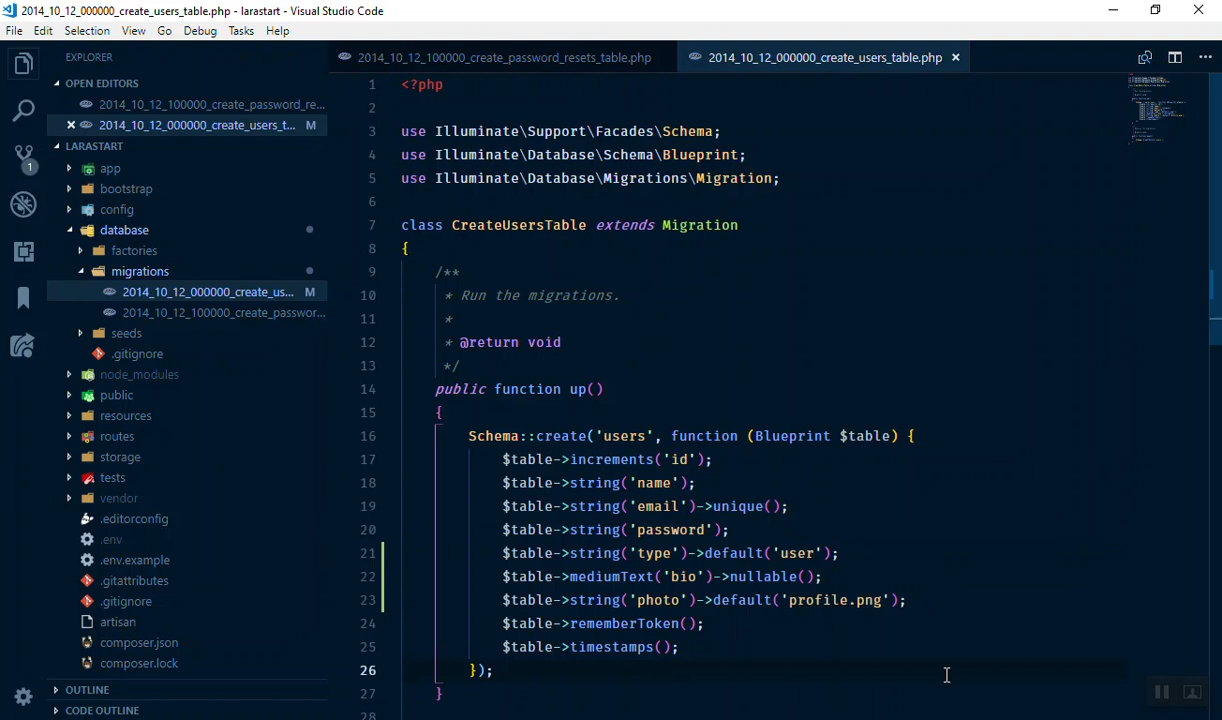 2014_10_12_000000_create_users_table.php - larastart - Visual Studio Code
File Edit Selection View Go Debug Tasks Help
EXPLORER
OPEN EDITORS
2014_10_12_100000_create_password_re...
2014_10_12_000000_create_users_t... M
LARASTART
app
bootstrap
config
database
factories
migrations
2014_10_12_000000_create_us... M
2014_10_12_100000_create_passwor...
seeds
.gitignore
node_modules
public
resources
routes
storage
tests
vendor
.editorconfig
.env
.env.example
.gitattributes
.gitignore
artisan
composer.json
composer.lock
OUTLINE
CODE OUTLINE
1
2014_10_12_100000_create_password_resets_table.php
2014_10_12_000000_create_users_table.php
1 <?php
2
3 use Illuminate\Support\Facades\Schema;
4 use Illuminate\Database\Schema\Blueprint;
5 use Illuminate\Database\Migrations\Migration;
6
7 class CreateUsersTable extends Migration
8 {
9 /**
10 * Run the migrations.
11 *
12 * @return void
13 */
14 public function up()
15 {
16 Schema::create('users', function (Blueprint $table) {
17 $table->increments('id');
18 $table->string('name');
19 $table->string('email')->unique();
20 $table->string('password');
21 $table->string('type')->default('user');
22 $table->mediumText('bio')->nullable();
23 $table->string('photo')->default('profile.png');
24 $table->rememberToken();
25 $table->timestamps();
26 });
27 }
28